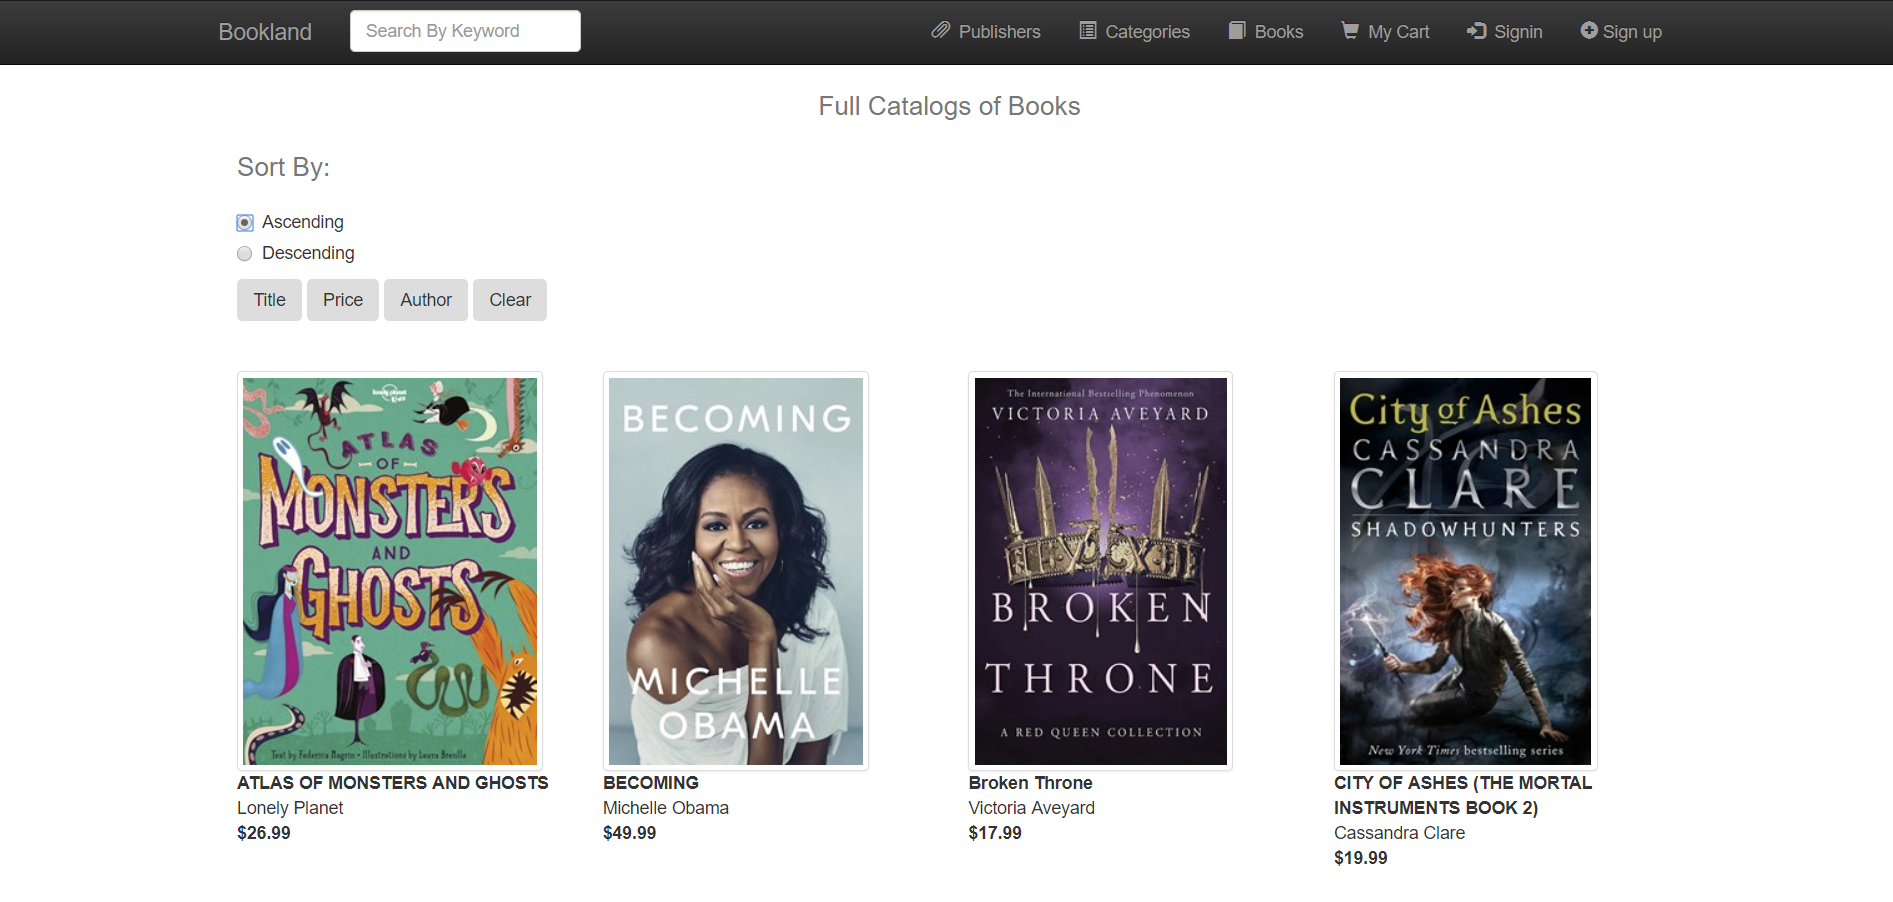 Bookland
Search By Keyword
Publishers
Categories
Books
My Cart
Signin
Sign up
Full Catalogs of Books
Sort By:
Ascending
Descending
Title
Price
Author
Clear
lonely planet
Kids
ATLAS
OF
MONSTERS
AND
GHOSTS
Text by Federica Magrin • Illustrations by Laura Brenlla
ATLAS OF MONSTERS AND GHOSTS
Lonely Planet
$26.99
BECOMING
MICHELLE
OBAMA
BECOMING
Michelle Obama
$49.99
The International Bestselling Phenomenon
VICTORIA AVEYARD
BROKEN
THRONE
A RED QUEEN COLLECTION
Broken Throne
Victoria Aveyard
$17.99
City of Ashes
CASSANDRA
CLARE
SHADOWHUNTERS
New York Times bestselling series
CITY OF ASHES (THE MORTAL
INSTRUMENTS BOOK 2)
Cassandra Clare
$19.99